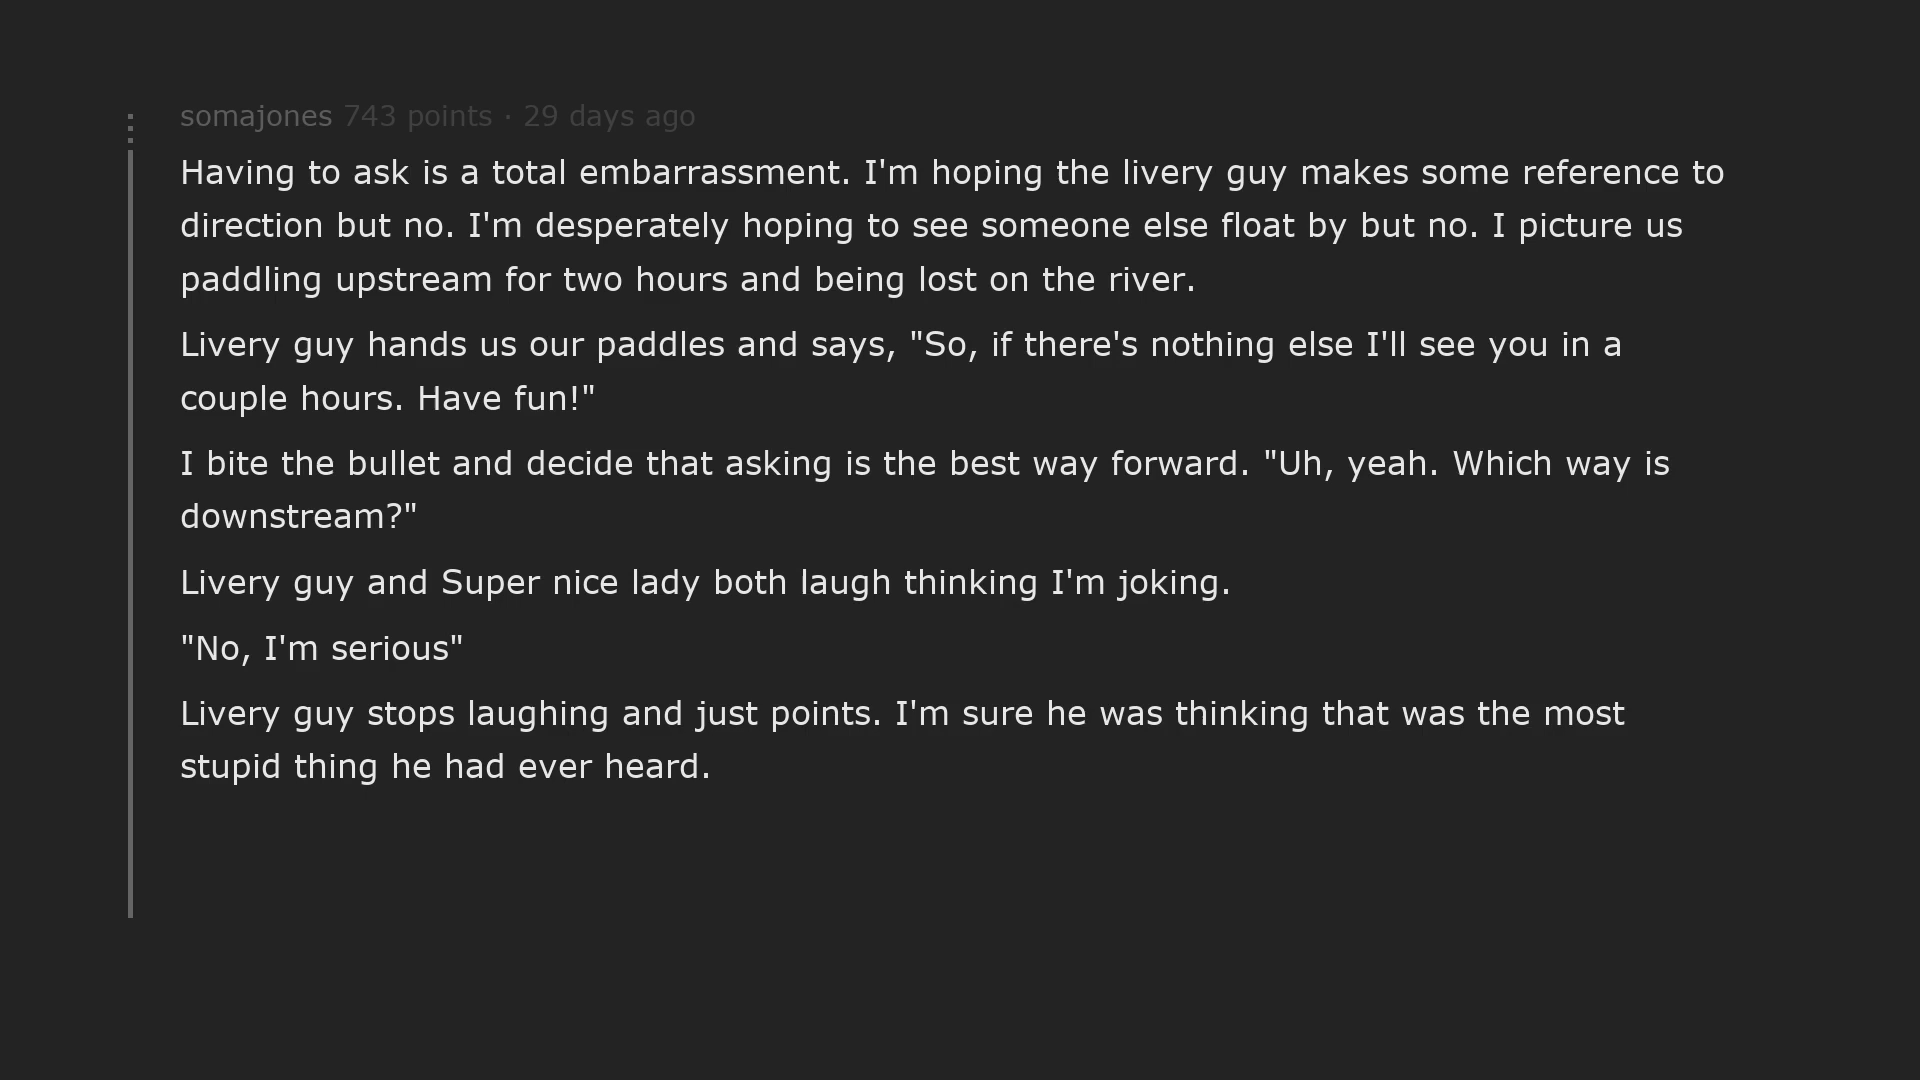 somajones 743 points · 29 days ago
Having to ask is a total embarrassment. I'm hoping the livery guy makes some reference to
direction but no. I'm desperately hoping to see someone else float by but no. I picture us
paddling upstream for two hours and being lost on the river.
Livery guy hands us our paddles and says, "So, if there's nothing else I'll see you in a
couple hours. Have fun!"
I bite the bullet and decide that asking is the best way forward. "Uh, yeah. Which way is
downstream?"
Livery guy and Super nice lady both laugh thinking I'm joking.
"No, I'm serious"
Livery guy stops laughing and just points. I'm sure he was thinking that was the most
stupid thing he had ever heard.